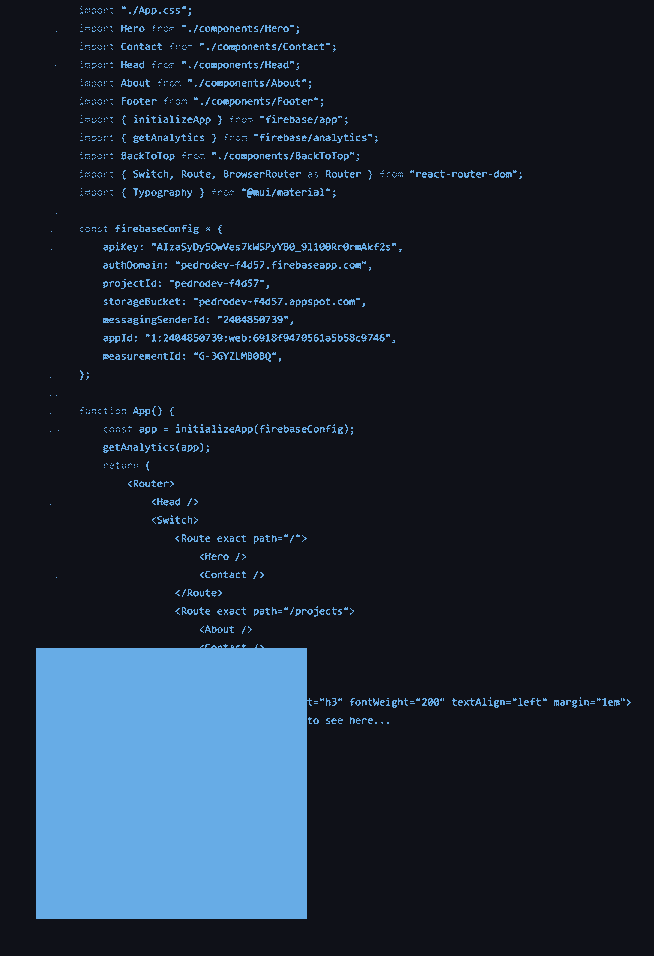 import "./App.css";
import Hero from "./components/Hero";
import Contact from "./components/Contact";
import Head from "./components/Head";
import About from "./components/About";
import Footer from "./components/Footer";
import { initializeApp } from "firebase/app";
import { getAnalytics } from "firebase/analytics";
import BackToTop from "./components/BackToTop";
import { Switch, Route, BrowserRouter as Router } from "react-router-dom";
import { Typography } from "@mui/material";
const firebaseConfig = {
apiKey:
authDomain: "pedrodev-f4d57.firebaseapp.com",
projectId: "pedrodev-f4d57",
storageBucket: "pedrodev-f4d57.appspot.com",
messagingSenderId: "2404850739",
appId: "1:2404850739:web:6918f9470561a5b58c9746",
measurementId: "G-3GYZLMB0BQ",
};
function App() {
const app = initializeApp(firebaseConfig);
getAnalytics(app);
return (
<Router>
<Head />
<Switch>
<Route exact path="/">
<Hero />
<Contact />
</Route>
<Route exact path="/projects">
<About />
<Contact />
t="h3" fontWeight="200" textAlign="left" margin="1em">
to see here...